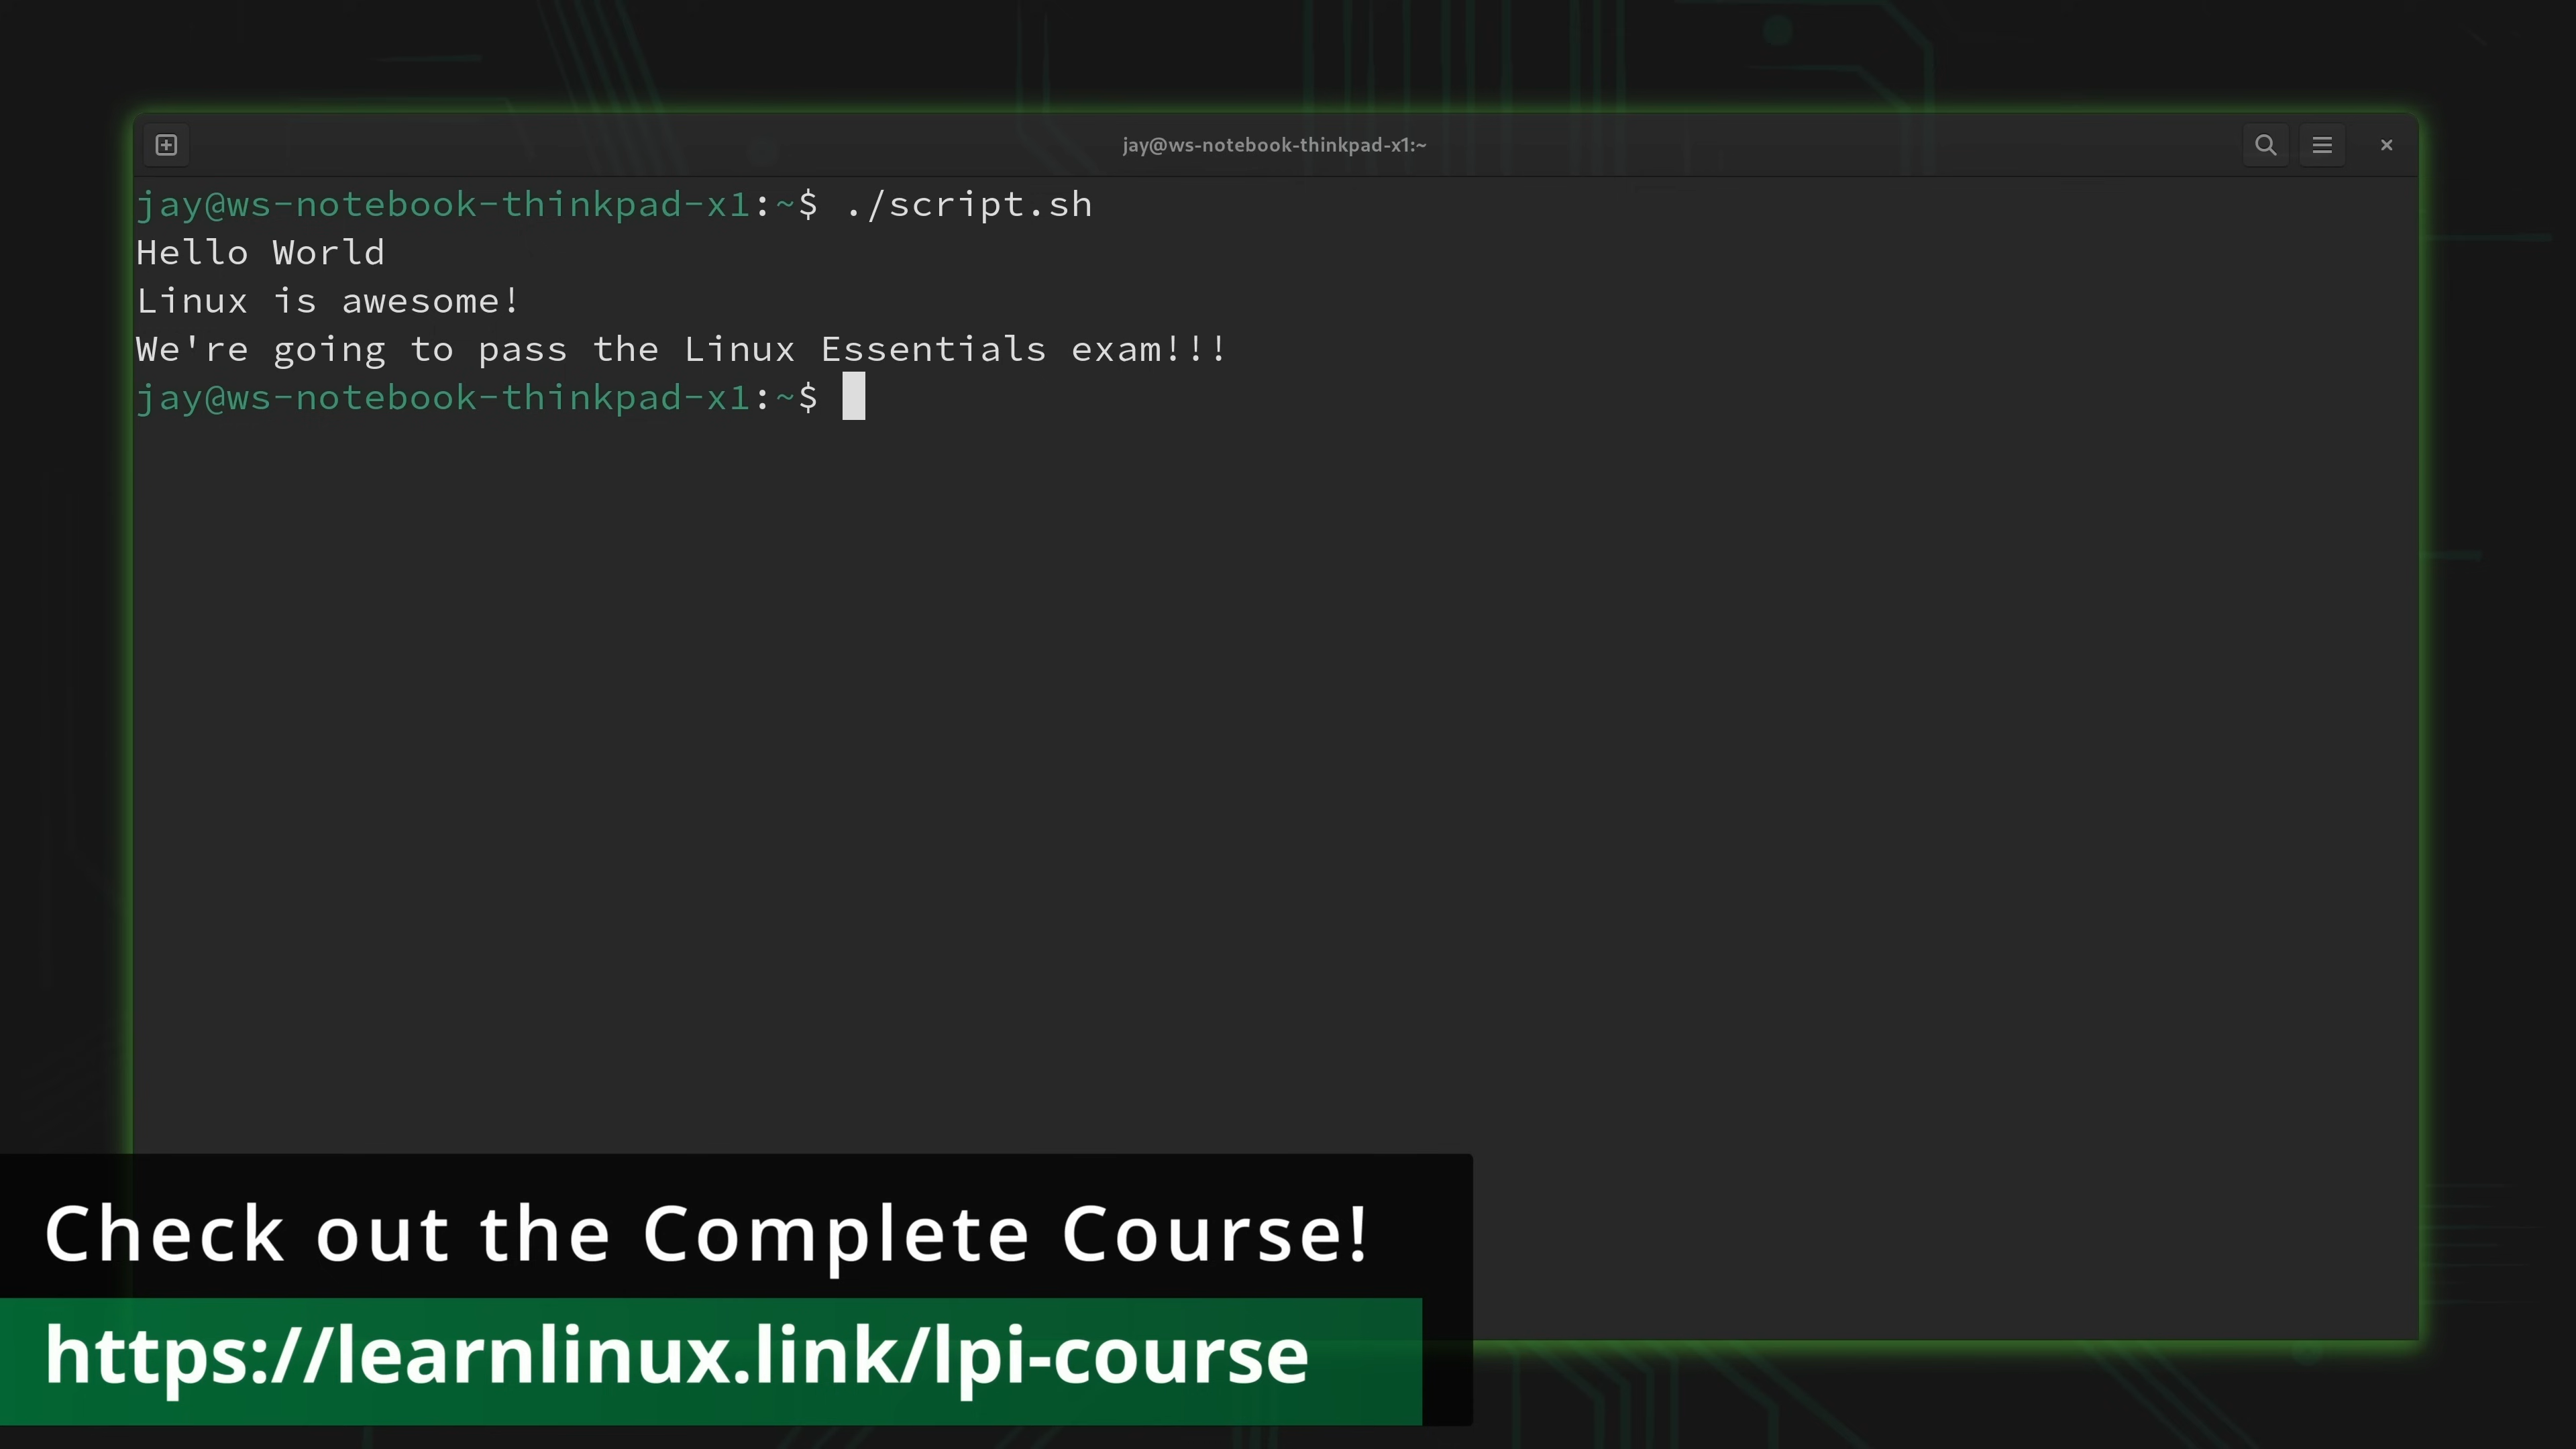 jay@ws-notebook-thinkpad-x1:~
jay@ws-notebook-thinkpad-x1:~$ ./script.sh
Hello World
Linux is awesome!
We're going to pass the Linux Essentials exam!!!
jay@ws-notebook-thinkpad-x1:~$
Check out the Complete Course!
https://learnlinux.link/lpi-course